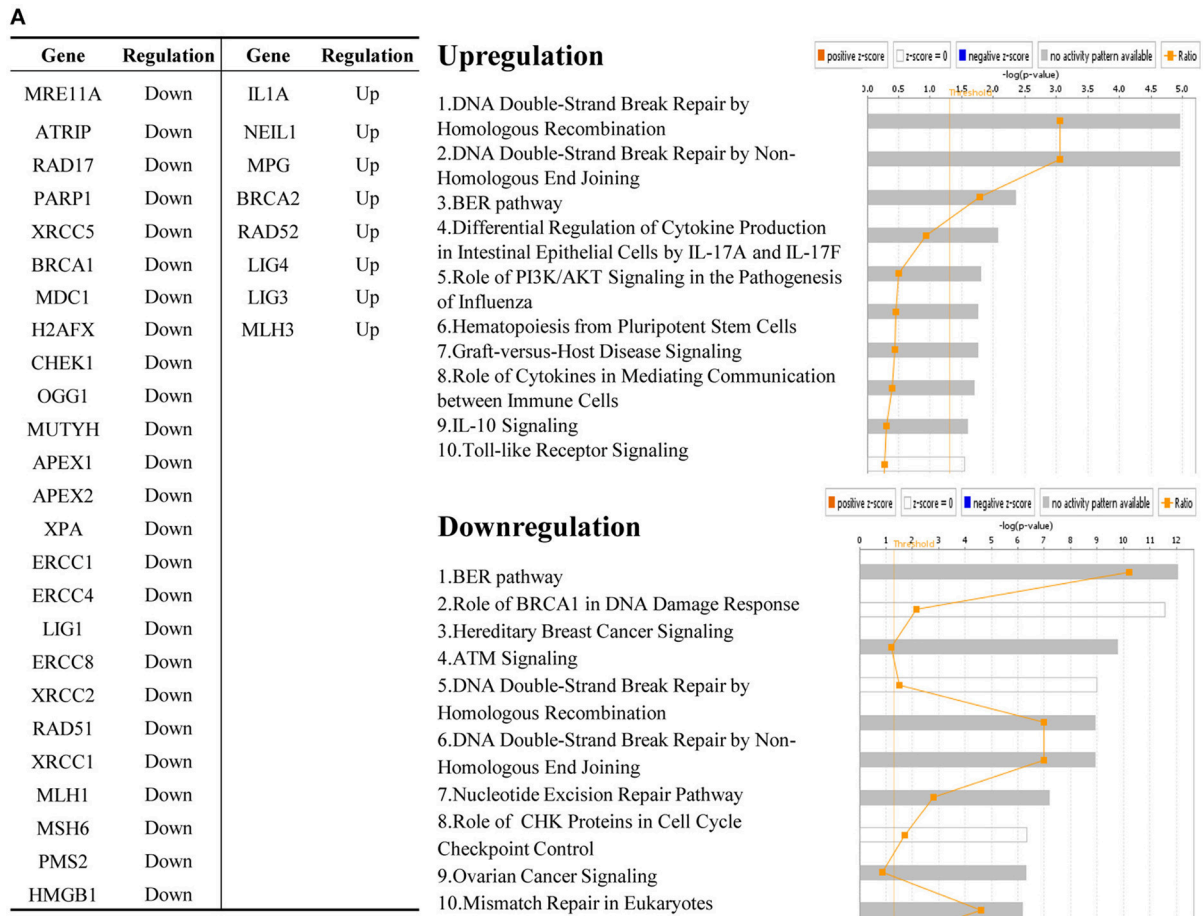 A
Gene Regulation Gene Regulation
MRE11A Down IL1A Up
ATRIP Down NEIL1 Up
RAD17 Down MPG Up
PARP1 Down BRCA2 Up
XRCC5 Down RAD52 Up
BRCA1 Down LIG4 Up
MDC1 Down LIG3 Up
H2AFX Down MLH3 Up
CHEK1 Down
OGG1 Down
MUTYH Down
APEX1 Down
APEX2 Down
XPA Down
ERCC1 Down
ERCC4 Down
LIG1 Down
ERCC8 Down
XRCC2 Down
RAD51 Down
XRCC1 Down
MLH1 Down
MSH6 Down
PMS2 Down
HMGB1 Down
Upregulation
1.DNA Double-Strand Break Repair by
Homologous Recombination
2.DNA Double-Strand Break Repair by Non-
Homologous End Joining
3.BER pathway
4.Differential Regulation of Cytokine Production
in Intestinal Epithelial Cells by IL-17A and IL-17F
5.Role of PI3K/AKT Signaling in the Pathogenesis
of Influenza
6.Hematopoiesis from Pluripotent Stem Cells
7.Graft-versus-Host Disease Signaling
8.Role of Cytokines in Mediating Communication
between Immune Cells
9.IL-10 Signaling
10.Toll-like Receptor Signaling
positive z-score z-score = 0 negative z-score no activity pattern available Ratio
-log(p-value)
0.0 0.5 1.0 1.5 2.0 2.5 3.0 3.5 4.0 4.5 5.0
Threshold
Downregulation
1.BER pathway
2.Role of BRCA1 in DNA Damage Response
3.Hereditary Breast Cancer Signaling
4.ATM Signaling
5.DNA Double-Strand Break Repair by
Homologous Recombination
6.DNA Double-Strand Break Repair by Non-
Homologous End Joining
7.Nucleotide Excision Repair Pathway
8.Role of CHK Proteins in Cell Cycle
Checkpoint Control
9.Ovarian Cancer Signaling
10.Mismatch Repair in Eukaryotes
positive z-score z-score = 0 negative z-score no activity pattern available Ratio
-log(p-value)
0 1 2 3 4 5 6 7 8 9 10 11 12
Threshold